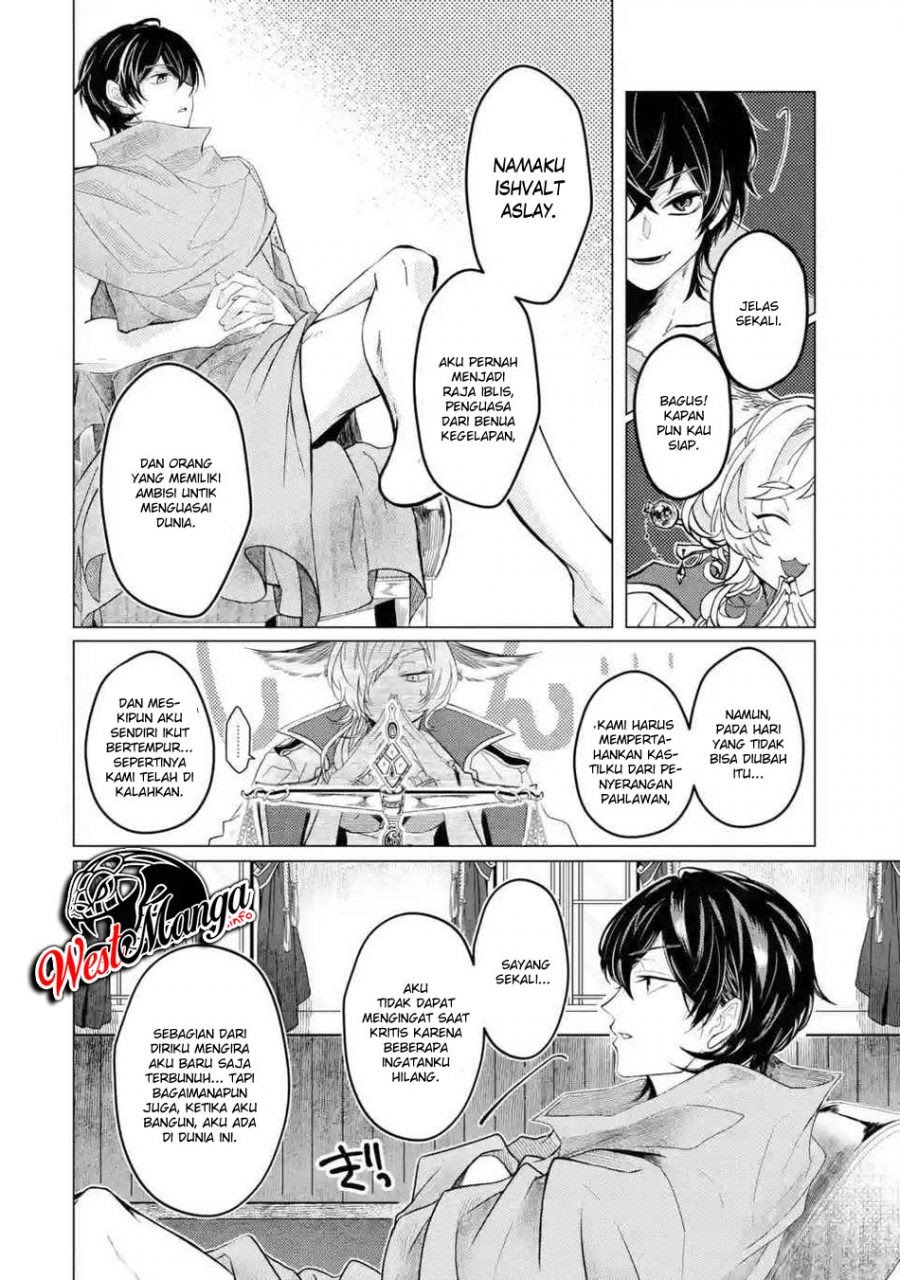 JELAS
SEKALI.
BAGUS!
KAPAN
PUN KAU
SIAP.
NAMAKU
ISHVALT
ASLAY.
AKU PERNAH
MENJADI
RAJA IBLIS,
PENGUASA
DARI BENUA
KEGELAPAN,
DAN ORANG
YANG MEMILIKI
AMBISI UNTIK
MENGUASAI
DUNIA.
NAMUN,
PADA HARI
YANG TIDAK
BISA DIUBAH
ITU...
KAMI HARUS
MEMPERTA-
HANKAN KAS-
TILKU DARI PE-
NYERANGAN
PAHLAWAN,
DAN MES-
KIPUN AKU
SENDIRI IKUT
BERTEMPUR...
SEPERTINYA
KAMI TELAH DI
KALAHKAN.
SAYANG
SEKALI...
AKU
TIDAK DAPAT
MENGINGAT SAAT
KRITIS KARENA
BEBERAPA
INGATANKU
HILANG.
SEBAGIAN DARI
DIRIKU MENGIRA
AKU BARU SAJA
TERBUNUH... TAPI
BAGAIMANAPUN
JUGA, KETIKA AKU
BANGUN, AKU ADA
DI DUNIA INI.
ぎっ
WestManga
.info